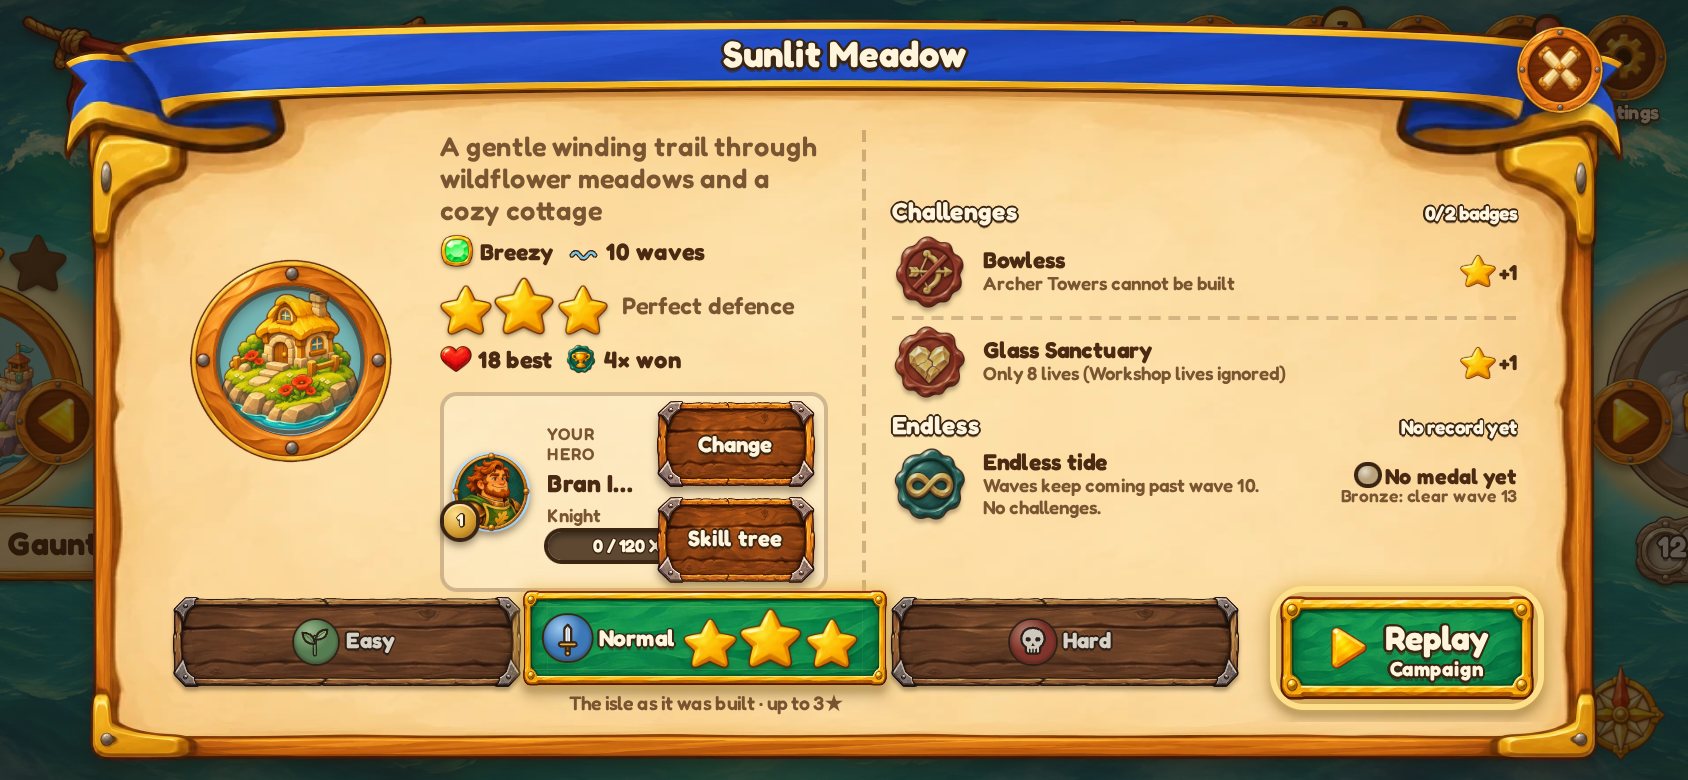 Sunlit Meadow
tings
A gentle winding trail through
wildflower meadows and a
cozy cottage
Breezy 10 waves
Perfect defence
18 best 4x won
YOUR
HERO
Bran I...
Knight
1
0 / 120
Change
Skill tree
Challenges 0/2 badges
Bowless
Archer Towers cannot be built
+1
Glass Sanctuary
Only 8 lives (Workshop lives ignored)
+1
Endless No record yet
Endless tide
Waves keep coming past wave 10.
No challenges.
No medal yet
Bronze: clear wave 13
Gaunt
12
Easy
Normal
Hard
Replay
Campaign
The isle as it was built · up to 3★